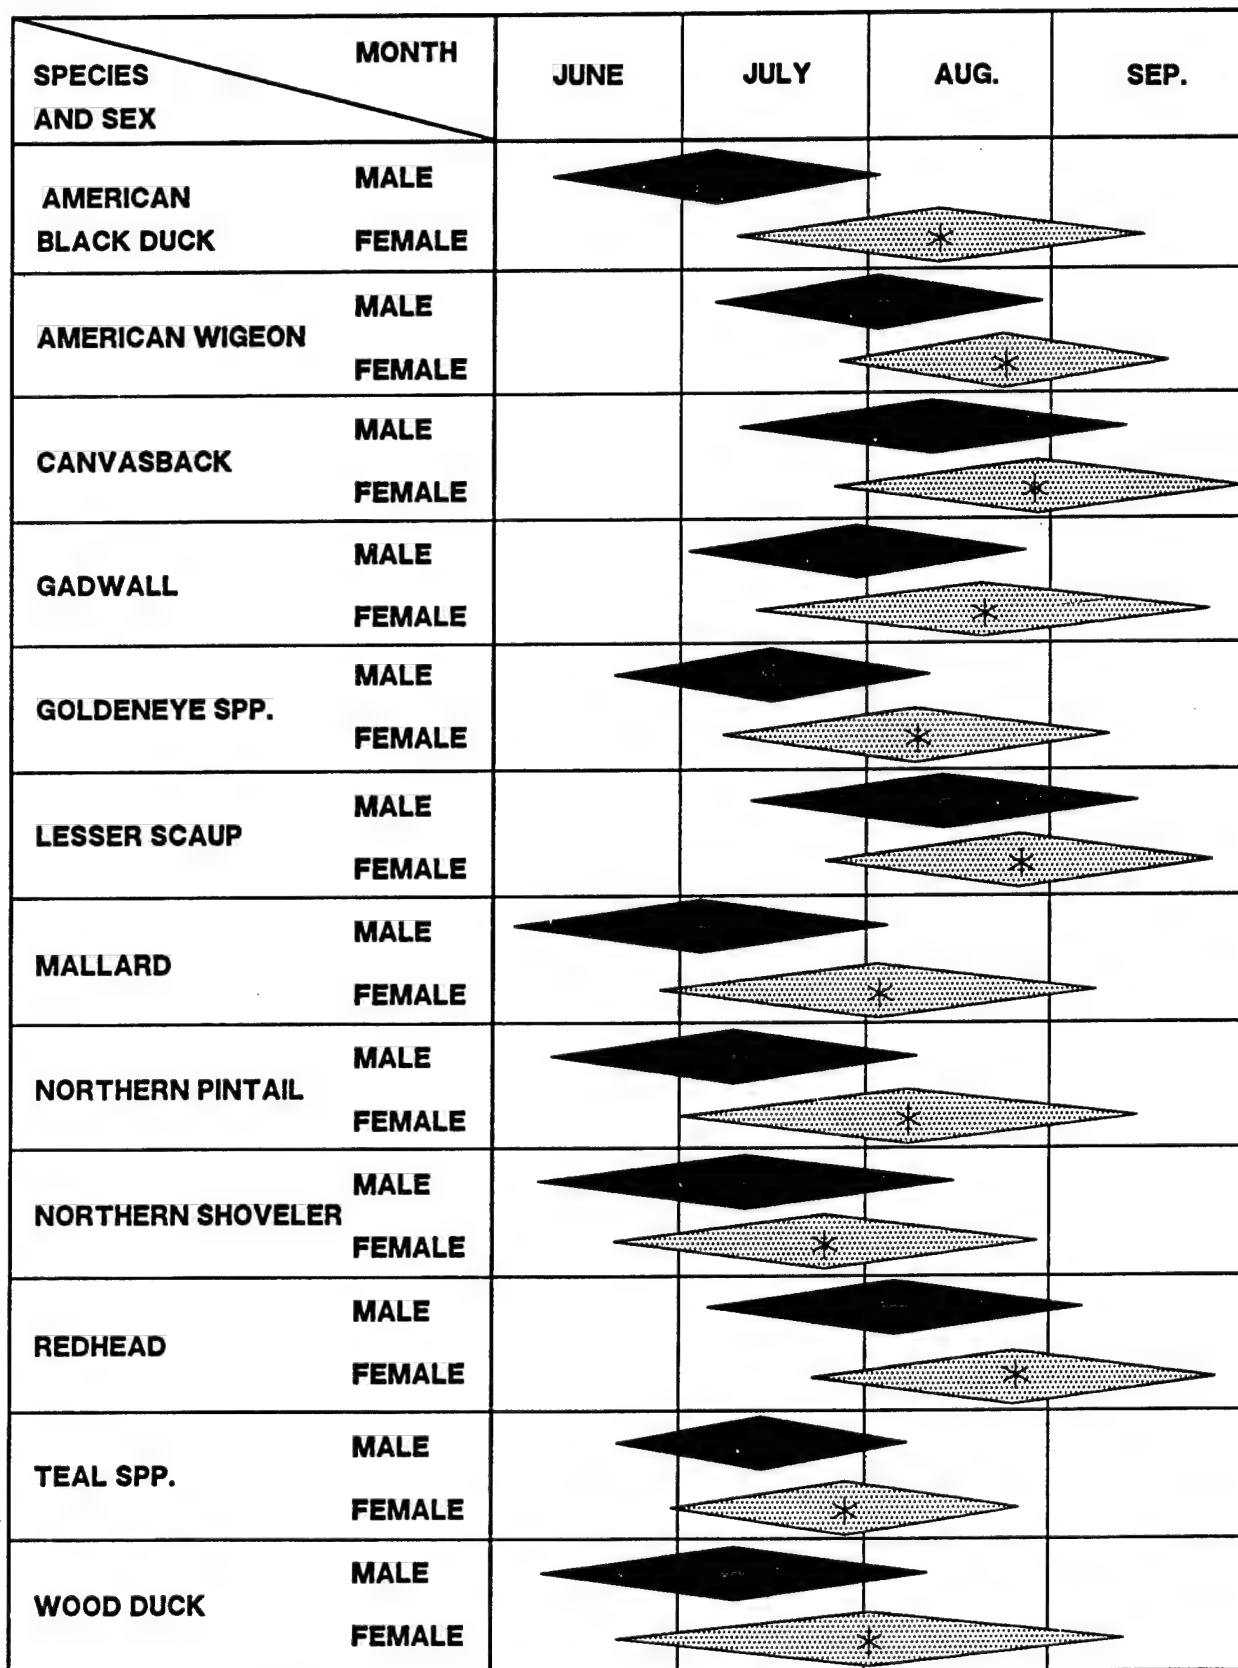 MONTH
SPECIES
AND SEX
JUNE JULY AUG. SEP.
AMERICAN
BLACK DUCK
MALE
FEMALE
AMERICAN WIGEON
MALE
FEMALE
CANVASBACK
MALE
FEMALE
GADWALL
MALE
FEMALE
GOLDENEYE SPP.
MALE
FEMALE
LESSER SCAUP
MALE
FEMALE
MALLARD
MALE
FEMALE
NORTHERN PINTAIL
MALE
FEMALE
NORTHERN SHOVELER
MALE
FEMALE
REDHEAD
MALE
FEMALE
TEAL SPP.
MALE
FEMALE
WOOD DUCK
MALE
FEMALE